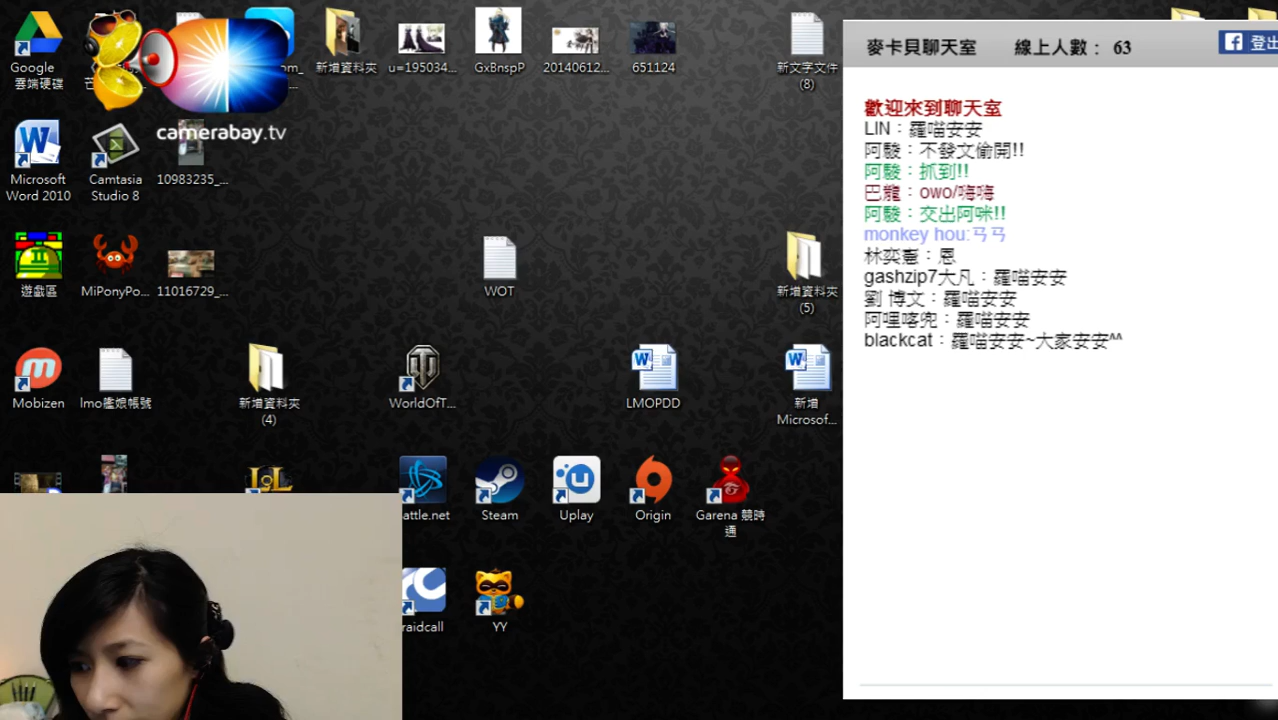 Google
雲端硬碟
camerabay.tv
新增資料夾
u=195034...
GxBnspP
20140612...
651124
新文字文件
(8)
Microsoft
Word 2010
Camtasia
Studio 8
10983235_...
遊戲區
MiPonyPo...
11016729_...
WOT
新增資料夾
(5)
Mobizen
lmo艦娘帳號
新增資料夾
(4)
WorldOfT...
LMOPDD
新增
Microsof...
LOL
attle.net
Steam
Uplay
Origin
Garena 競時
通
raidcall
YY
麥卡貝聊天室 線上人數： 63
登出
歡迎來到聊天室
LIN：羅喵安安
阿駿：不發文偷開!!
阿駿：抓到!!
巴龍：owo/嗨嗨
阿駿：交出阿咪!!
monkey hou:ㄢㄢ
林奕憲：恩
gashzip7大凡：羅喵安安
劉 博文：羅喵安安
阿哩喀兜：羅喵安安
blackcat：羅喵安安~大家安安^^